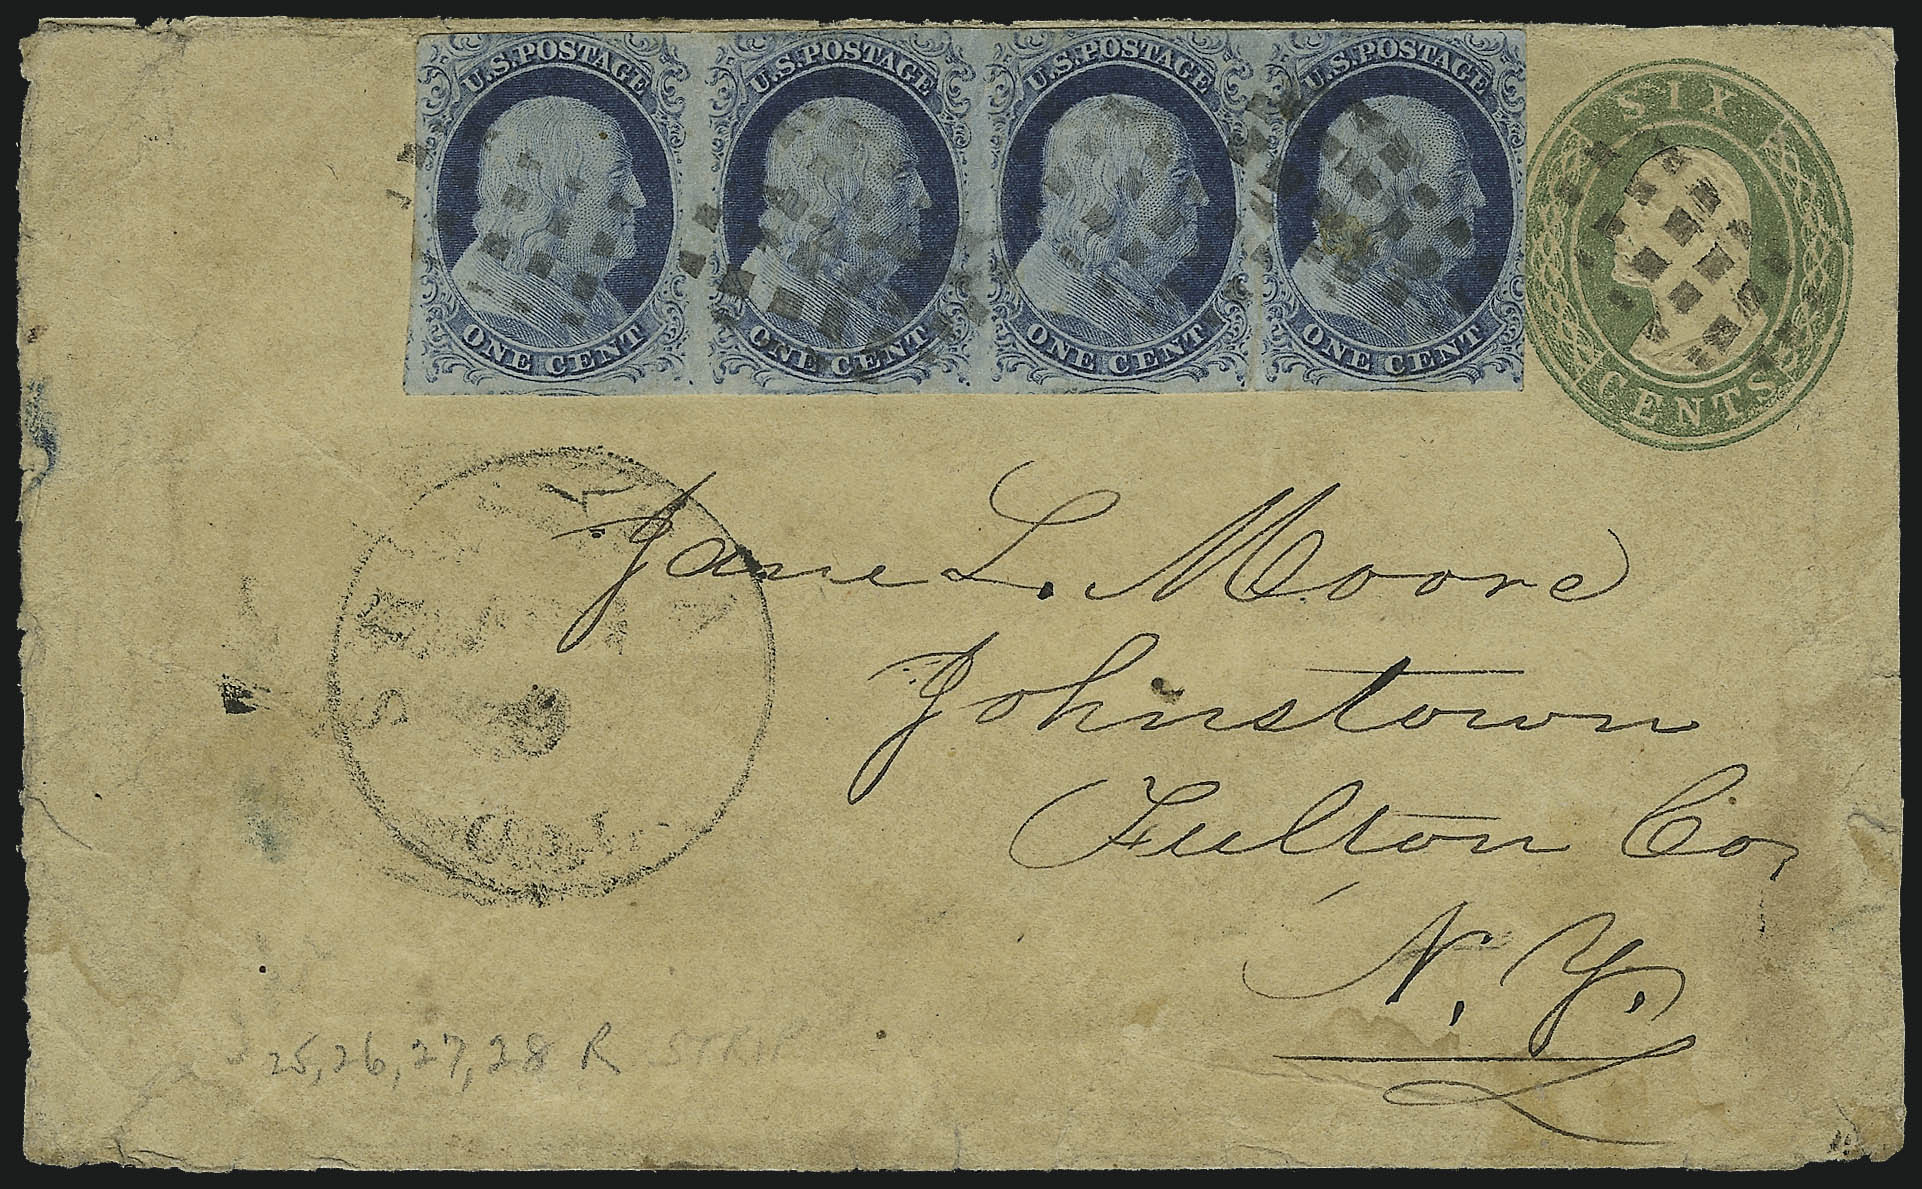 U.S. POSTAGE U.S. POSTAGE U.S. POSTAGE U.S. POSTAGE
ONE CENT ONE CENT ONE CENT ONE CENT
SIX
CENTS
Jane L. Moore
Johnstown
Fulton Co,
N. Y.
Cal.
25, 26, 27, 28 R STRIP